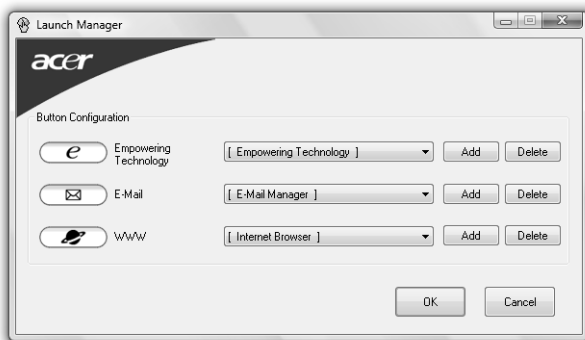 Launch Manager
acer
Button Configuration
e
Empowering
Technology
[ Empowering Technology ]
Add
Delete
E-Mail
[ E-Mail Manager ]
Add
Delete
WWW
[ Internet Browser ]
Add
Delete
OK
Cancel